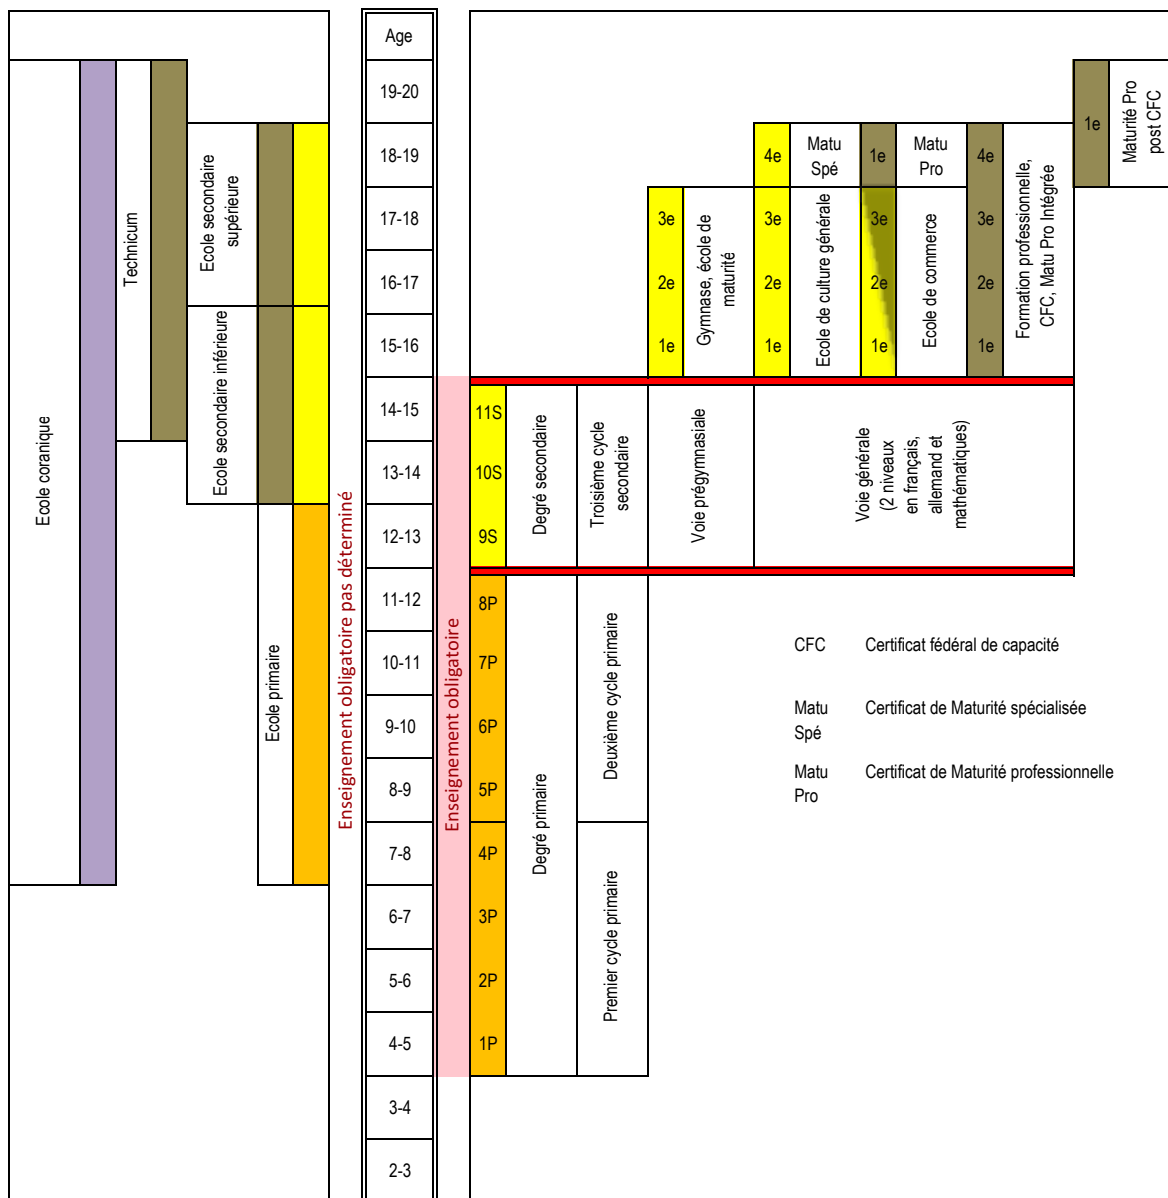 Age
19-20
18-19
17-18
16-17
15-16
14-15
13-14
12-13
11-12
10-11
9-10
8-9
7-8
6-7
5-6
4-5
3-4
2-3
Ecole coranique
Technicum
Ecole secondaire
supérieure
Ecole secondaire inférieure
Ecole primaire
Enseignement obligatoire pas déterminé
Enseignement obligatoire
11S
10S
9S
8P
7P
6P
5P
4P
3P
2P
1P
Degré secondaire
Degré primaire
Troisième cycle
secondaire
Deuxième cycle primaire
Premier cycle primaire
Voie prégymnasiale
Voie générale
(2 niveaux
en français,
allemand et
mathématiques)
3e
2e
1e
Gymnase, école de
maturité
4e
3e
2e
1e
Matu
Spé
Ecole de culture générale
1e
3e
2e
1e
Matu
Pro
Ecole de commerce
4e
3e
2e
1e
Formation professionnelle,
CFC, Matu Pro Intégrée
1e
Maturité Pro
post CFC
CFC Certificat fédéral de capacité
Matu Certificat de Maturité spécialisée
Spé
Matu Certificat de Maturité professionnelle
Pro